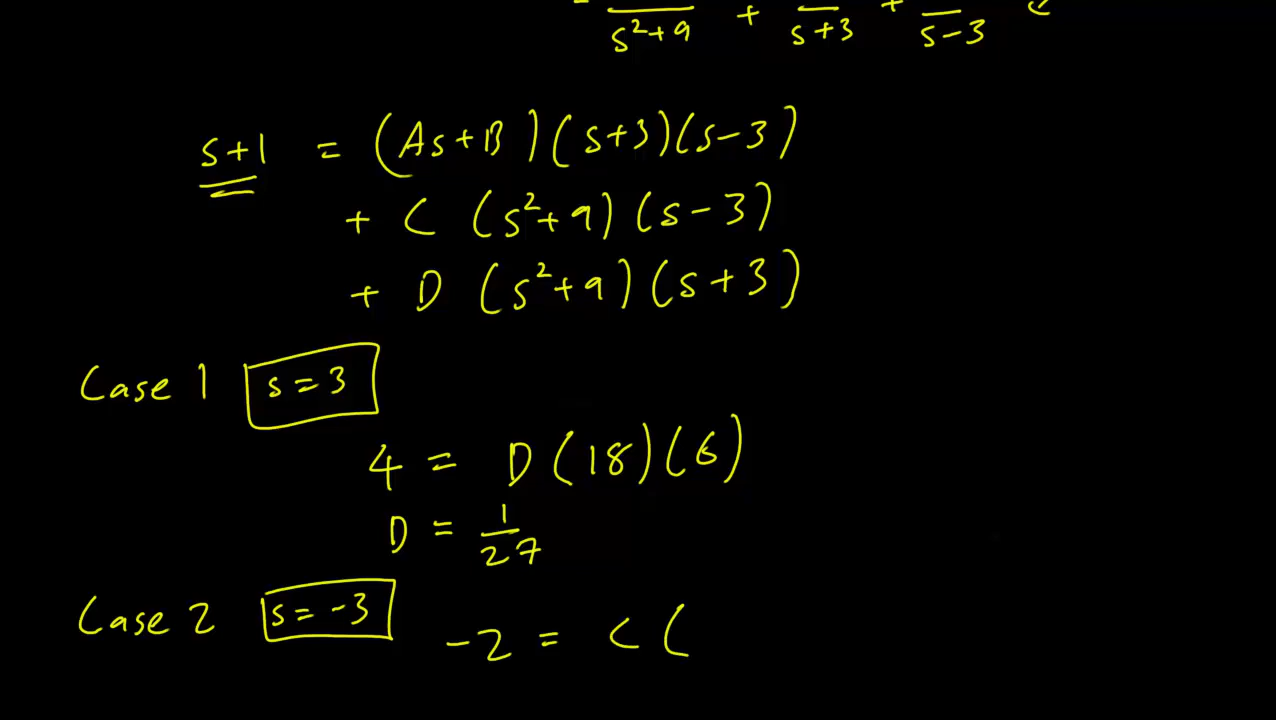 s²+9 + s+3 + s-3
s+1 = (As+B)(s+3)(s-3)
+ C (s²+9)(s-3)
+ D (s²+9)(s+3)
Case 1 s=3
4 = D(18)(6)
D = 1/27
Case 2 s=-3 -2 = C(